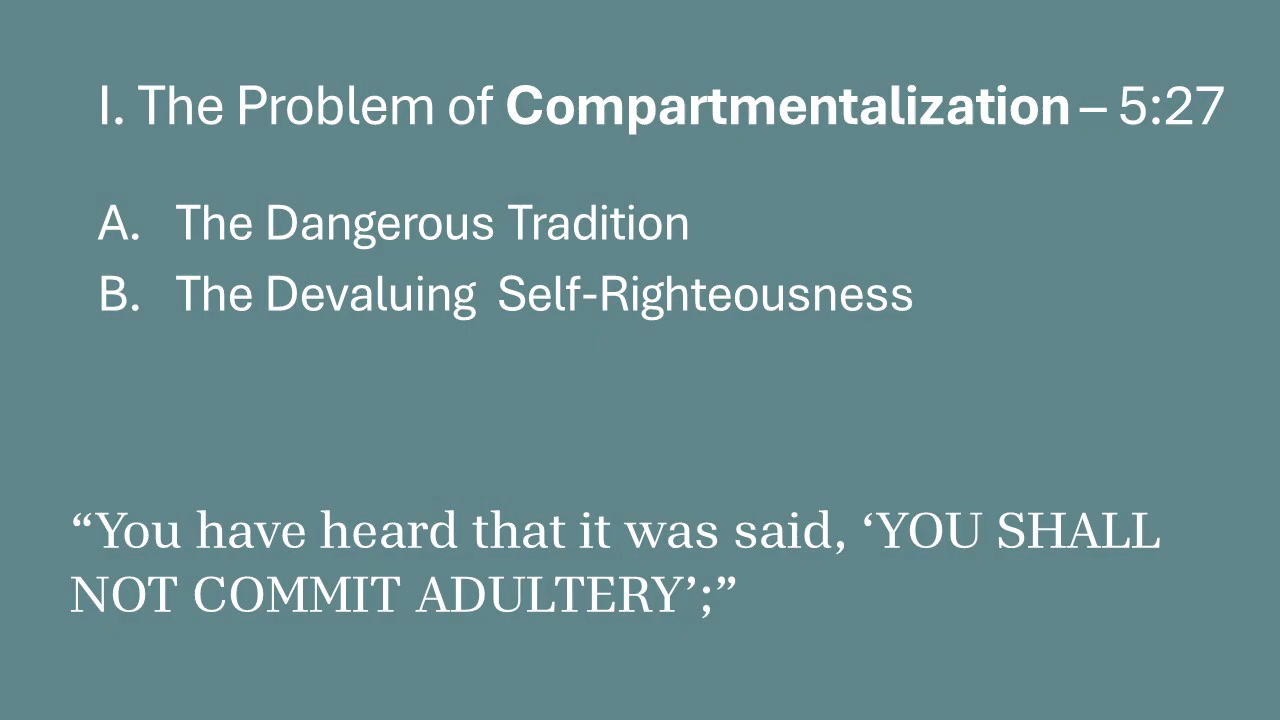 I. The Problem of Compartmentalization – 5:27
A. The Dangerous Tradition
B. The Devaluing  Self-Righteousness
“You have heard that it was said, ‘YOU SHALL
NOT COMMIT ADULTERY’;”